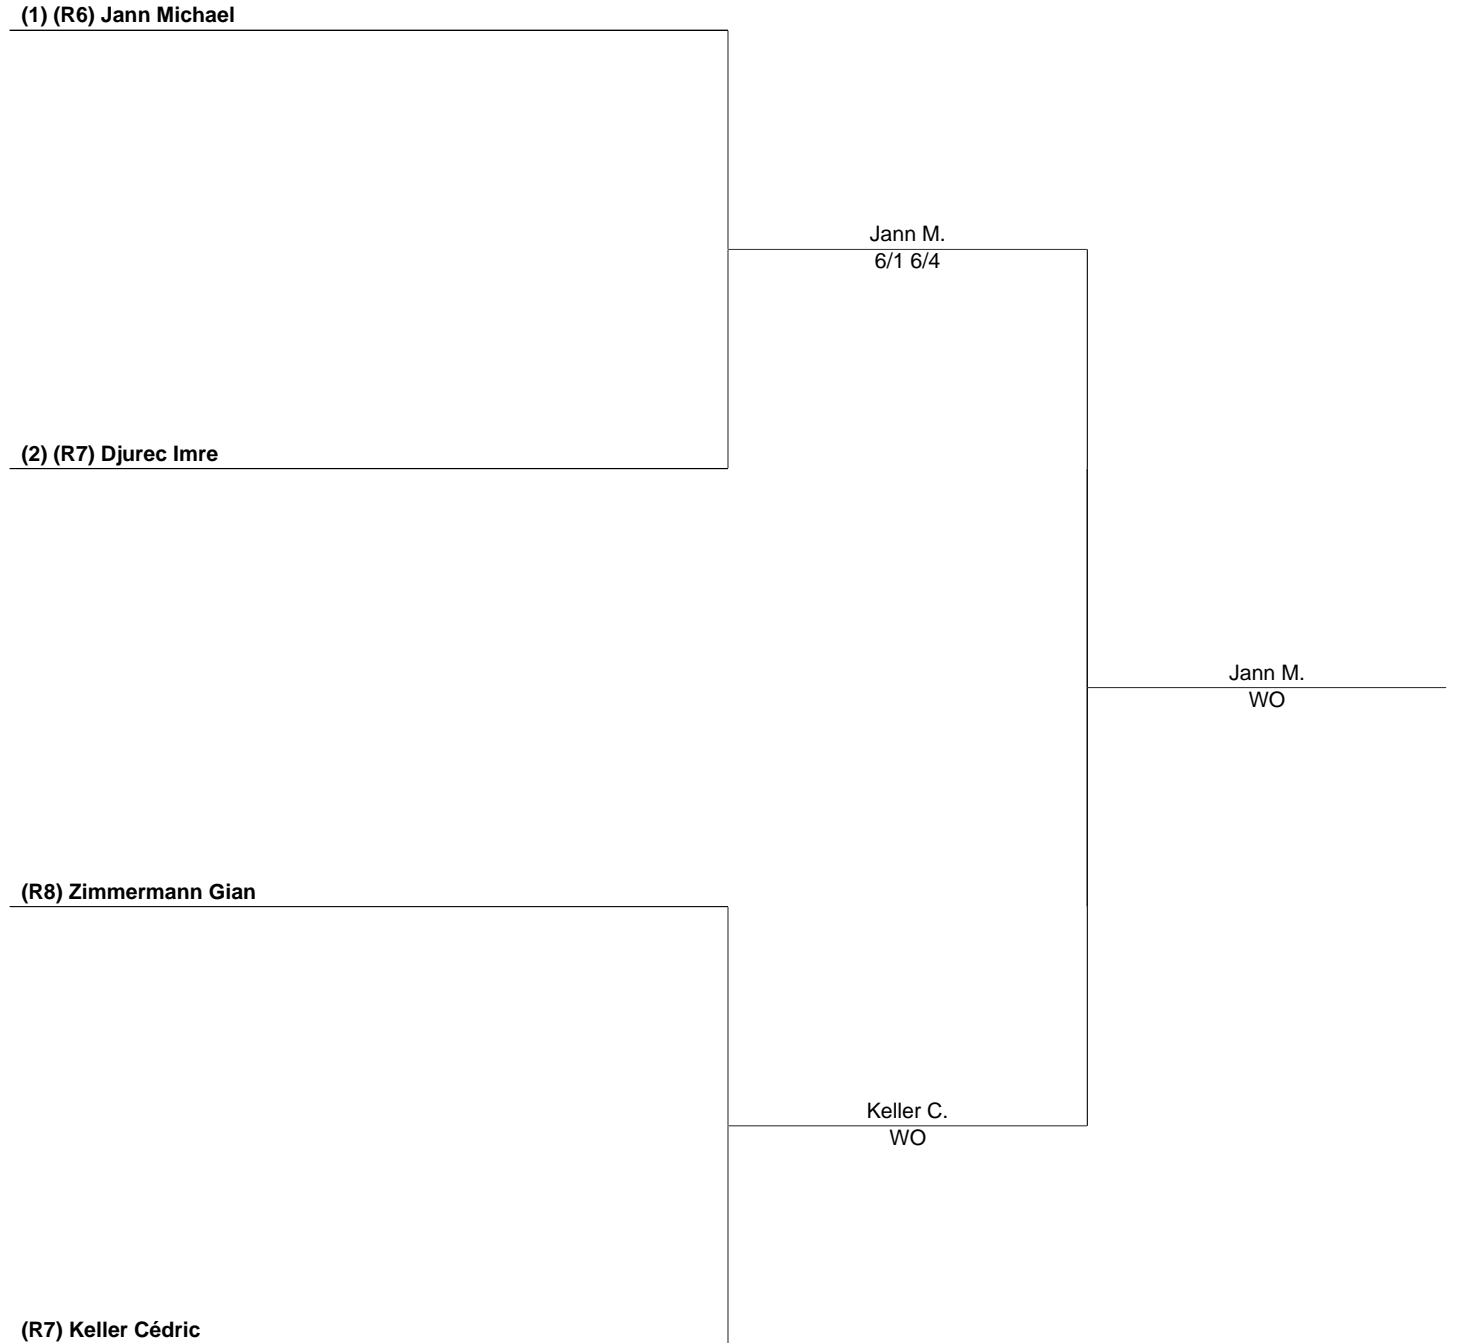 (1) (R6) Jann Michael
Jann M.
6/1 6/4
(2) (R7) Djurec Imre
Jann M.
WO
(R8) Zimmermann Gian
Keller C.
WO
(R7) Keller Cédric